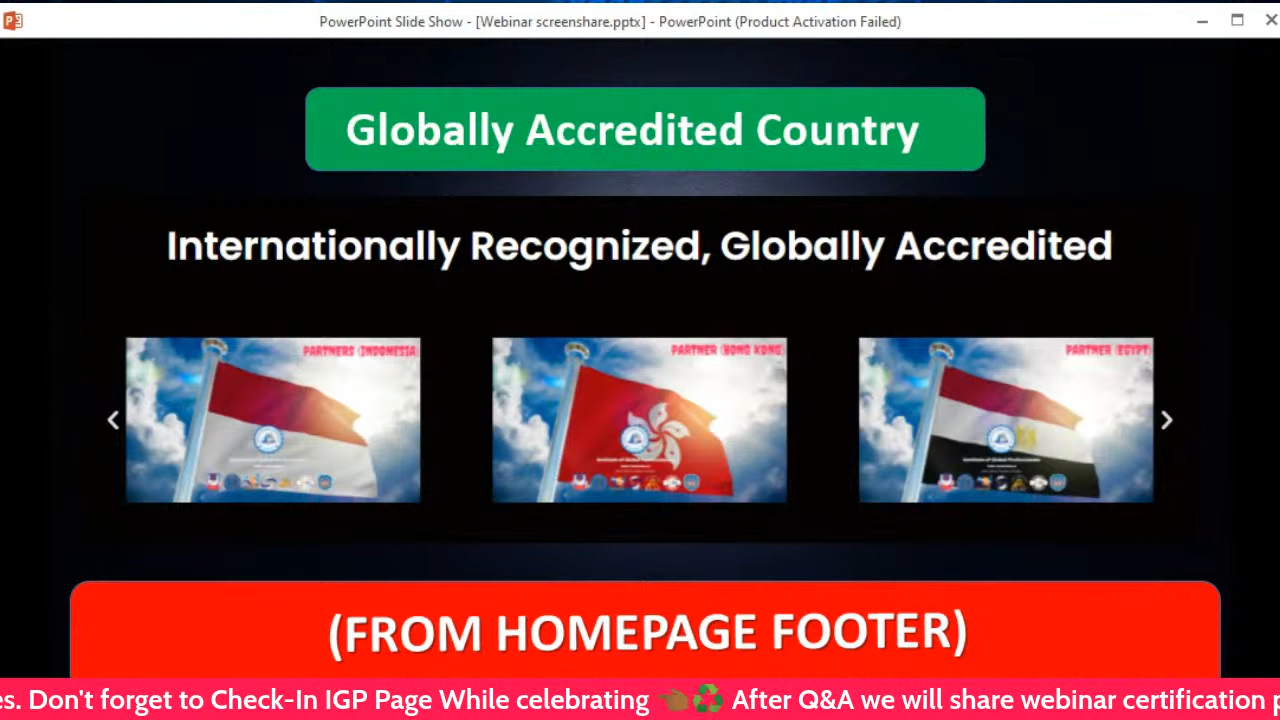 PowerPoint Slide Show - [Webinar screenshare.pptx] - PowerPoint (Product Activation Failed)
Globally Accredited Country
Internationally Recognized, Globally Accredited
PARTNERS (INDONESIA)
PARTNER (HONG KONG)
PARTNER (EGYPT)
(FROM HOMEPAGE FOOTER)
es. Don't forget to Check-In IGP Page While celebrating 👈🏾♻️ After Q&A we will share webinar certification p